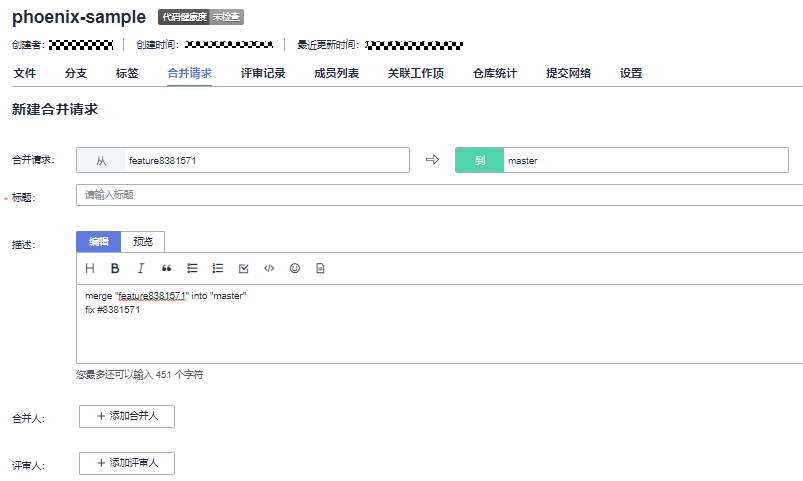 phoenix-sample 代码健康度 未检查
创建者: 创建时间: 最近更新时间:
文件 分支 标签 合并请求 评审记录 成员列表 关联工作项 仓库统计 提交网络 设置
新建合并请求
合并请求: 从 feature8381571 到 master
* 标题: 请输入标题
描述: 编辑 预览
H B I
merge "feature8381571" into "master"
fix #8381571
您最多还可以输入 451 个字符
合并人: + 添加合并人
评审人: + 添加评审人